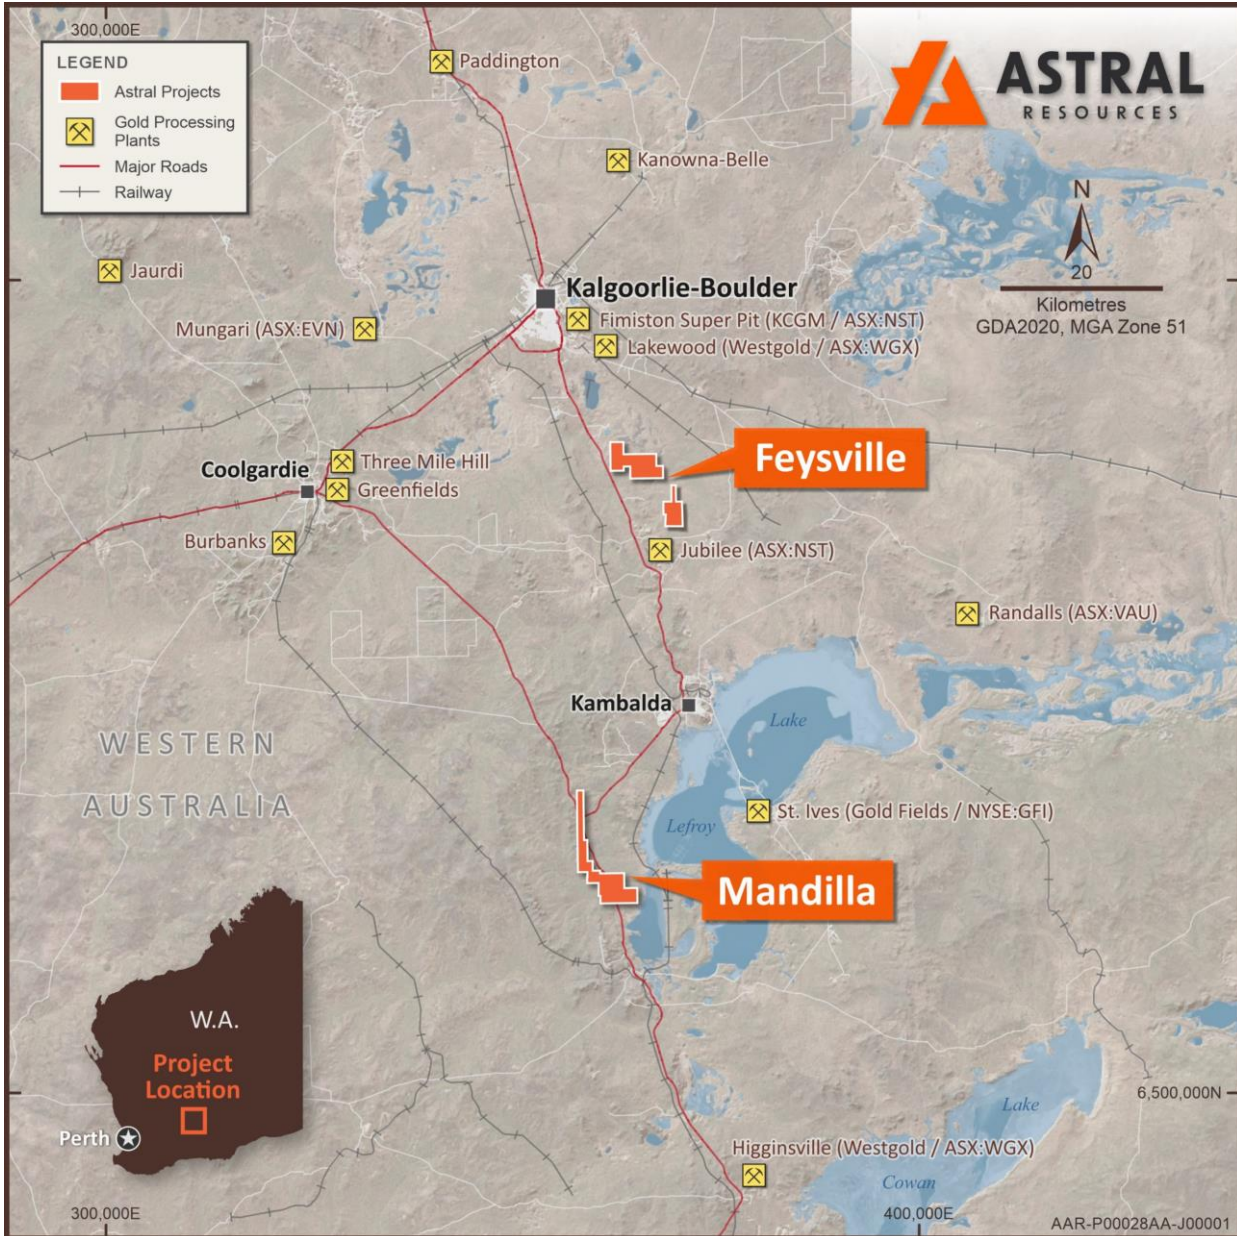 300,000E
LEGEND
Astral Projects
Gold Processing
Plants
Major Roads
Railway
ASTRAL
RESOURCES
Paddington
Kanowna-Belle
N
20
Kilometres
GDA2020, MGA Zone 51
Jaurdi
Kalgoorlie-Boulder
Mungari (ASX:EVN)
Fimiston Super Pit (KCGM / ASX:NST)
Lakewood (Westgold / ASX:WGX)
Feysville
Coolgardie
Three Mile Hill
Greenfields
Burbanks
Jubilee (ASX:NST)
Randalls (ASX:VAU)
Kambalda
Lake
WESTERN
AUSTRALIA
St. Ives (Gold Fields / NYSE:GFI)
Lefroy
Mandilla
W.A.
Project
Location
Perth
6,500,000N
Lake
Higginsville (Westgold / ASX:WGX)
Cowan
300,000E
400,000E
AAR-P00028AA-J00001